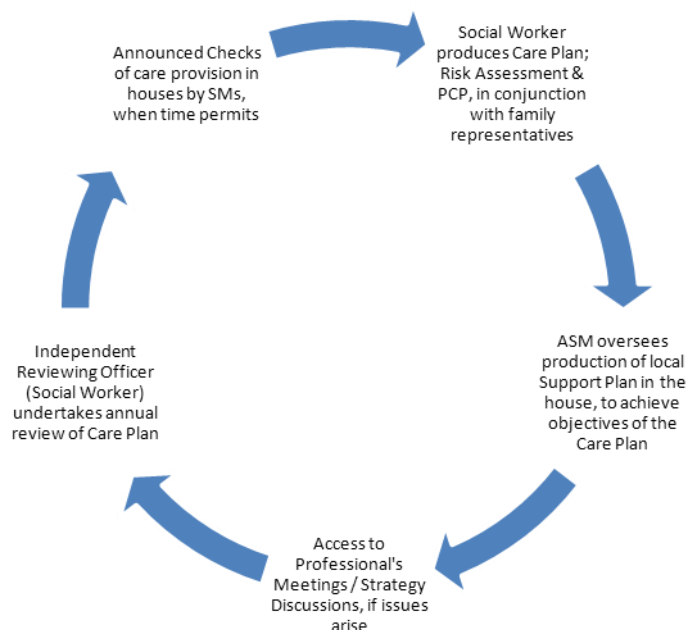 Social Worker
produces Care Plan;
Risk Assessment &
PCP, in conjunction
with family
representatives
ASM oversees
production of local
Support Plan in the
house, to achieve
objectives of the
Care Plan
Access to
Professional's
Meetings / Strategy
Discussions, if issues
arise
Independent
Reviewing Officer
(Social Worker)
undertakes annual
review of Care Plan
Announced Checks
of care provision in
houses by SMs,
when time permits